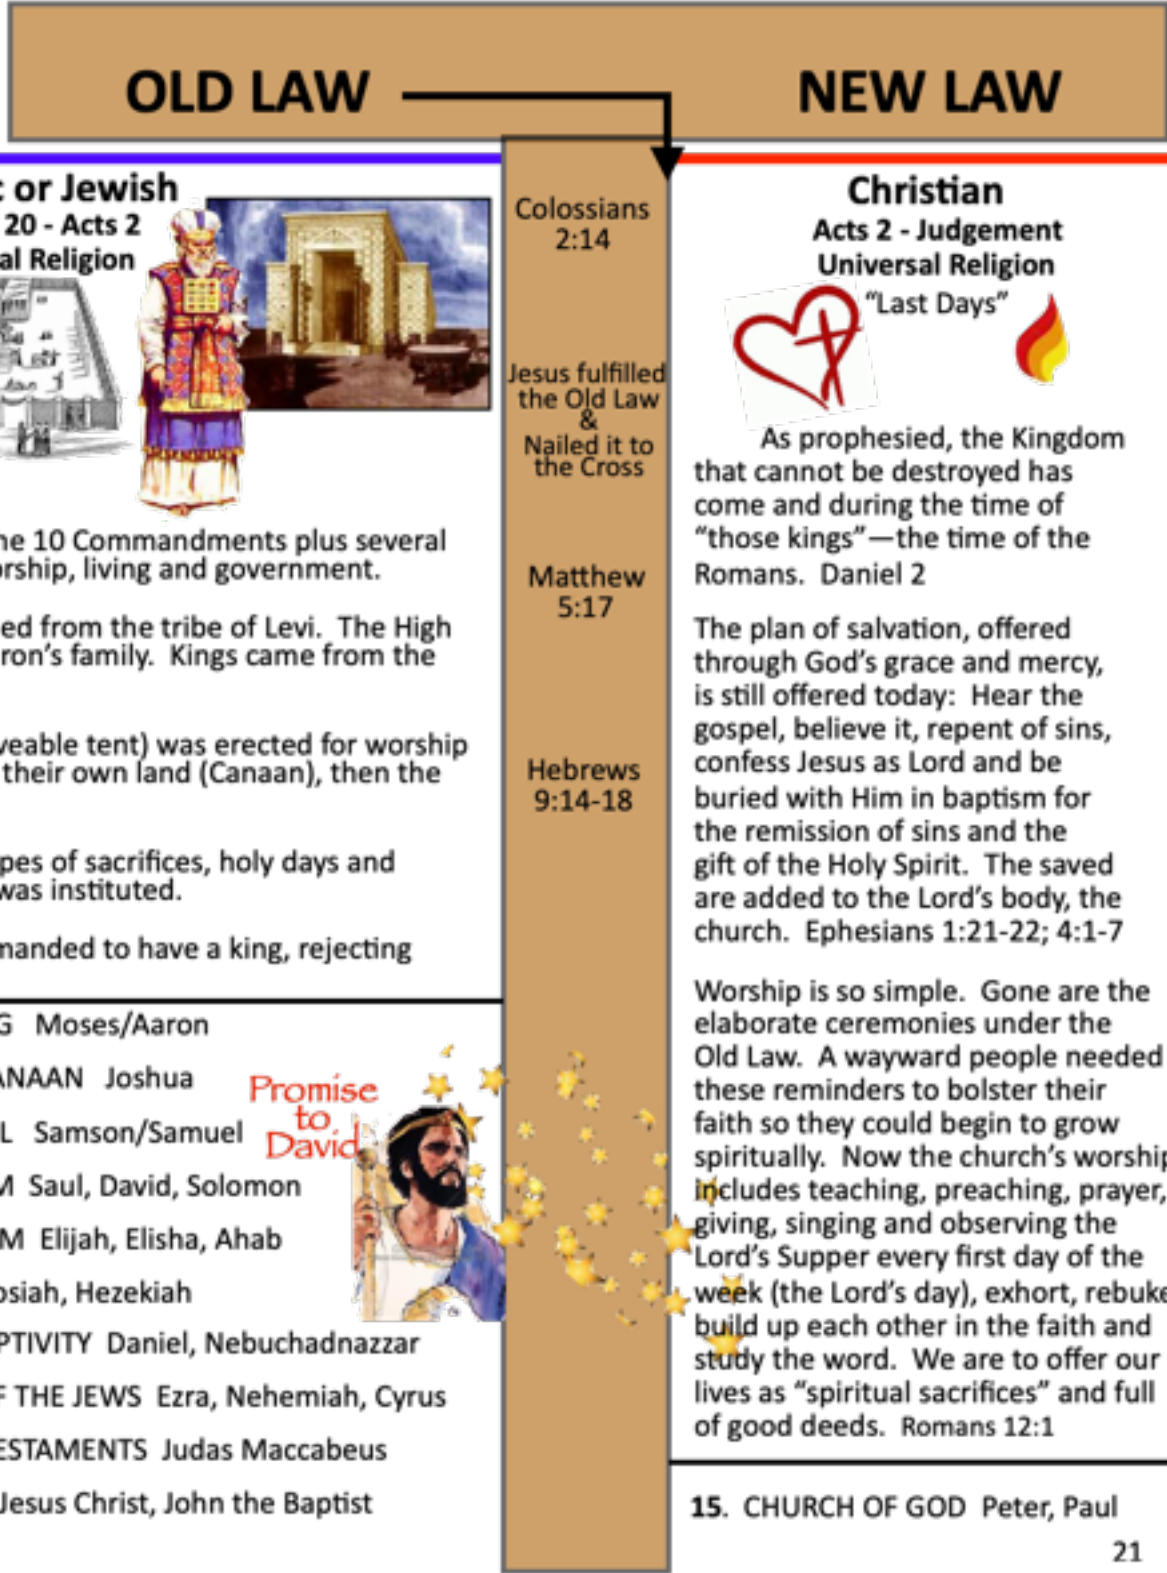 OLD LAW
NEW LAW
or Jewish
20 - Acts 2
Religion
Colossians
2:14
Jesus fulfilled
the Old Law
&
Nailed it to
the Cross
Matthew
5:17
Hebrews
9:14-18
10 Commandments plus several
living and government.
from the tribe of Levi. The High
family. Kings came from the
tent) was erected for worship
their own land (Canaan), then the
of sacrifices, holy days and
was instituted.
to have a king, rejecting
Moses/Aaron
Joshua
Samson/Samuel
Saul, David, Solomon
Elijah, Elisha, Ahab
Hezekiah
Daniel, Nebuchadnazzar
THE JEWS Ezra, Nehemiah, Cyrus
Judas Maccabeus
Jesus Christ, John the Baptist
Promise
to
David
Christian
Acts 2 - Judgement
Universal Religion
“Last Days”
As prophesied, the Kingdom
that cannot be destroyed has
come and during the time of
“those kings”—the time of the
Romans. Daniel 2
The plan of salvation, offered
through God’s grace and mercy,
is still offered today: Hear the
gospel, believe it, repent of sins,
confess Jesus as Lord and be
buried with Him in baptism for
the remission of sins and the
gift of the Holy Spirit. The saved
are added to the Lord’s body, the
church. Ephesians 1:21-22; 4:1-7
Worship is so simple. Gone are the
elaborate ceremonies under the
Old Law. A wayward people needed
these reminders to bolster their
faith so they could begin to grow
spiritually. Now the church’s worship
includes teaching, preaching, prayer,
giving, singing and observing the
Lord’s Supper every first day of the
week (the Lord’s day), exhort, rebuke
build up each other in the faith and
study the word. We are to offer our
lives as “spiritual sacrifices” and full
of good deeds. Romans 12:1
15. CHURCH OF GOD Peter, Paul
21